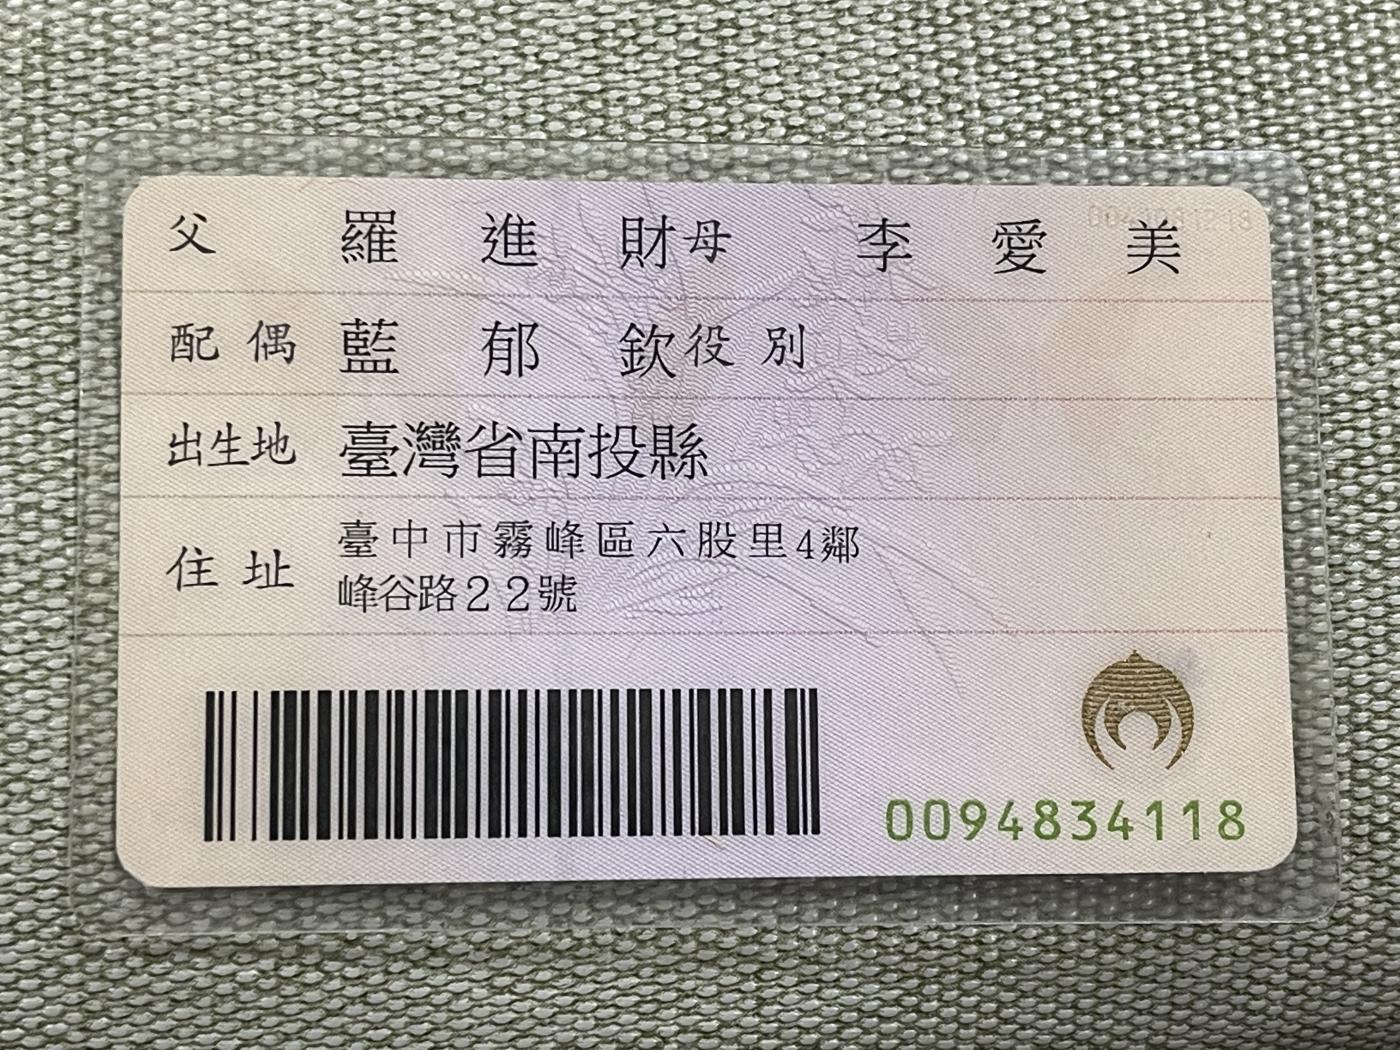 父 羅進財 母 李愛美
配偶 藍郁欽 役別
出生地 臺灣省南投縣
住址 臺中市霧峰區六股里4鄰
峰谷路２２號
0094834118